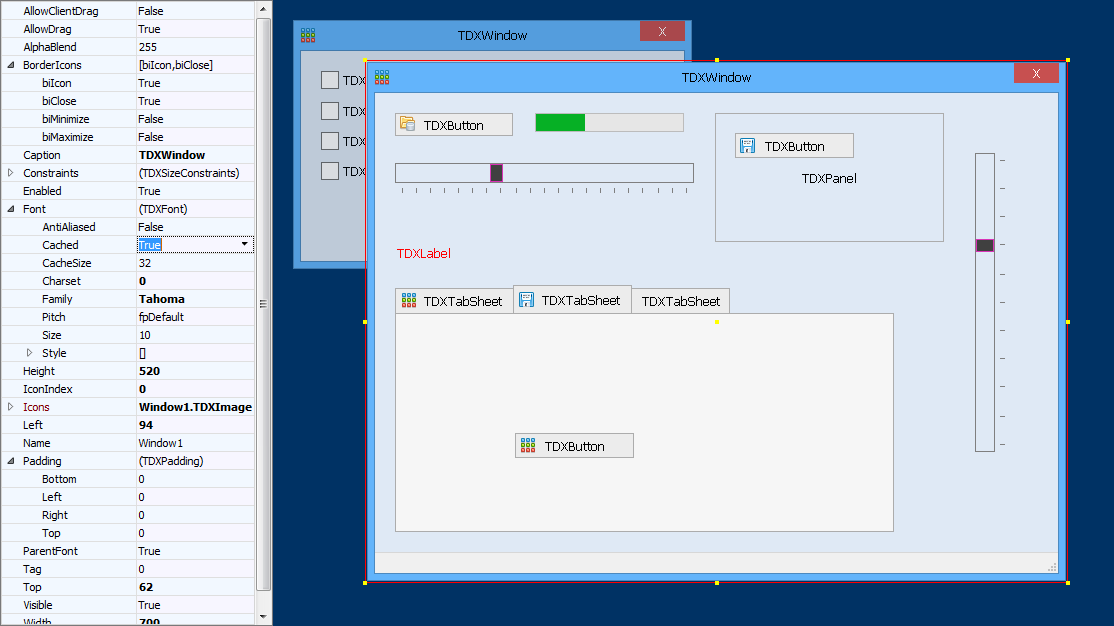 AllowClientDrag False
AllowDrag True
AlphaBlend 255
BorderIcons [biIcon,biClose]
biIcon True
biClose True
biMinimize False
biMaximize False
Caption TDXWindow
Constraints (TDXSizeConstraints)
Enabled True
Font (TDXFont)
AntiAliased False
Cached True
CacheSize 32
Charset 0
Family Tahoma
Pitch fpDefault
Size 10
Style []
Height 520
IconIndex 0
Icons Window1.TDXImage
Left 94
Name Window1
Padding (TDXPadding)
Bottom 0
Left 0
Right 0
Top 0
ParentFont True
Tag 0
Top 62
Visible True
Width 700
TDXWindow X
TDX
TDX
TDX
TDX
TDXWindow X
TDXButton
TDXButton
TDXPanel
TDXLabel
TDXTabSheet TDXTabSheet TDXTabSheet
TDXButton